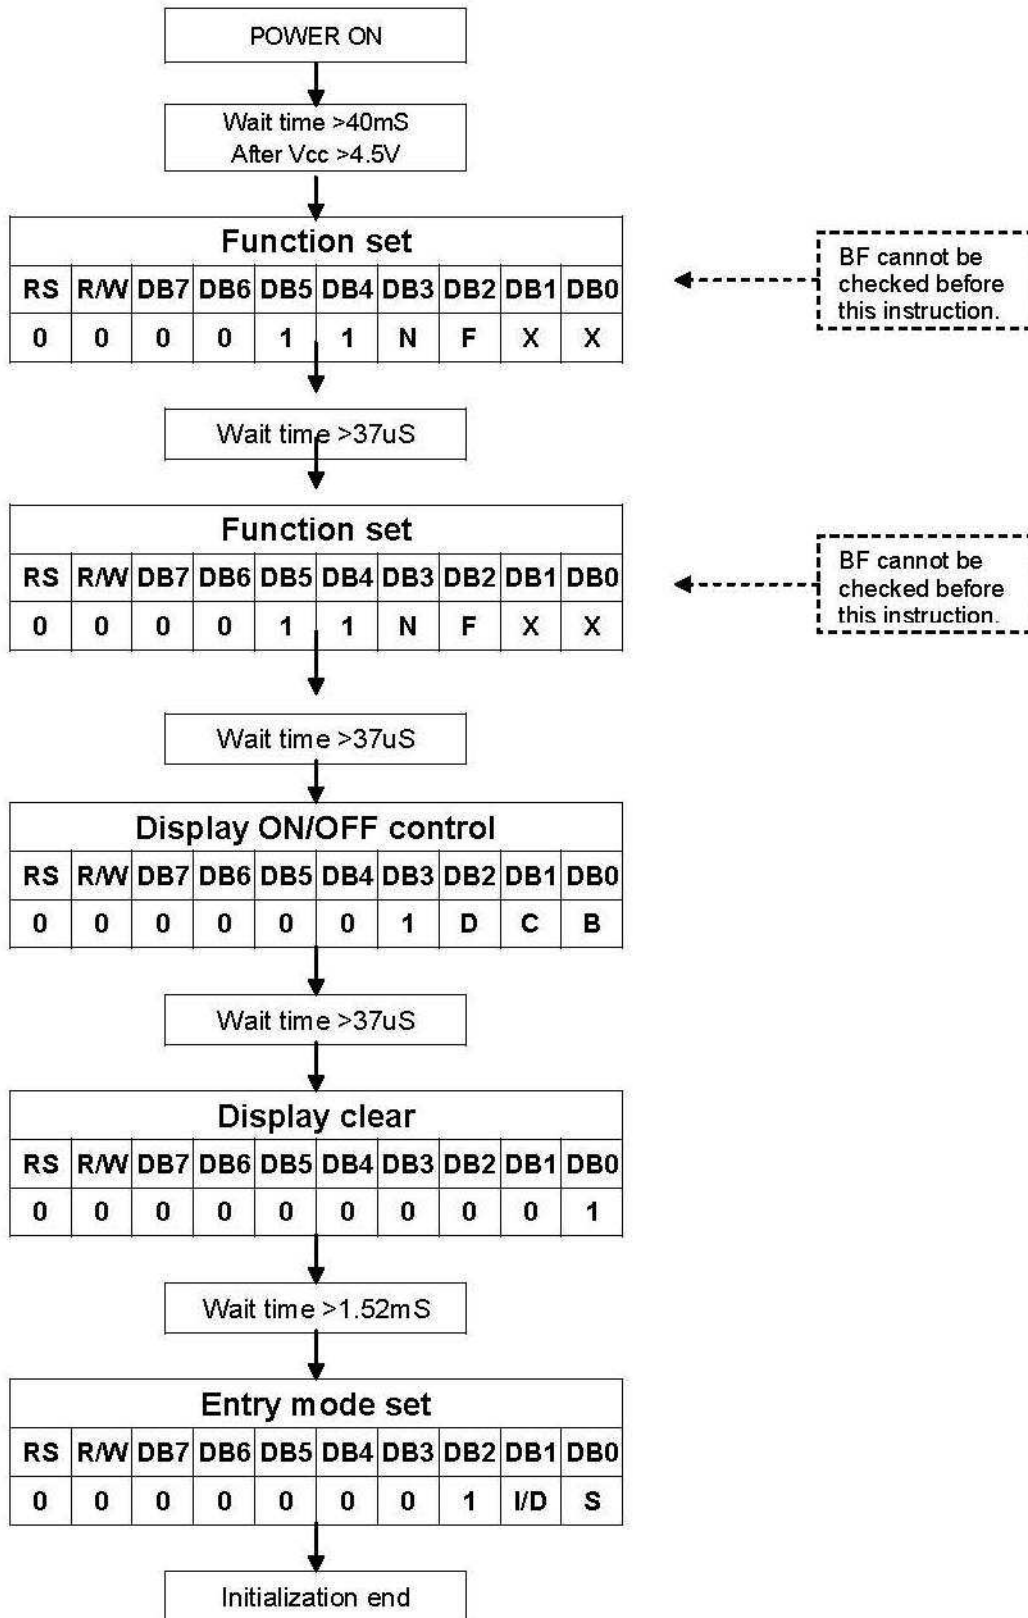 POWER ON
Wait time >40mS
After Vcc >4.5V
Function set
RS R/W DB7 DB6 DB5 DB4 DB3 DB2 DB1 DB0
0 0 0 0 1 1 N F X X
BF cannot be
checked before
this instruction.
Wait time >37uS
Function set
RS R/W DB7 DB6 DB5 DB4 DB3 DB2 DB1 DB0
0 0 0 0 1 1 N F X X
BF cannot be
checked before
this instruction.
Wait time >37uS
Display ON/OFF control
RS R/W DB7 DB6 DB5 DB4 DB3 DB2 DB1 DB0
0 0 0 0 0 0 1 D C B
Wait time >37uS
Display clear
RS R/W DB7 DB6 DB5 DB4 DB3 DB2 DB1 DB0
0 0 0 0 0 0 0 0 0 1
Wait time >1.52mS
Entry mode set
RS R/W DB7 DB6 DB5 DB4 DB3 DB2 DB1 DB0
0 0 0 0 0 0 0 1 I/D S
Initialization end